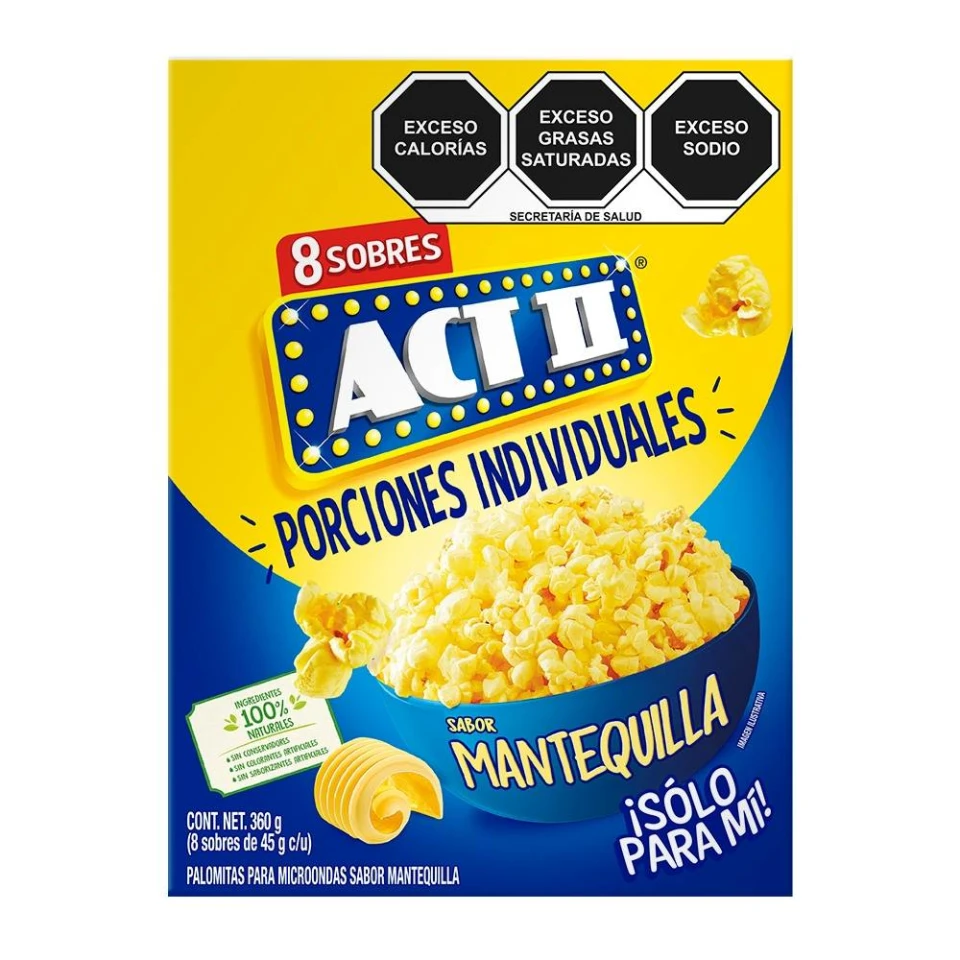 EXCESO
CALORÍAS
EXCESO
GRASAS
SATURADAS
EXCESO
SODIO
SECRETARÍA DE SALUD
8 SOBRES
ACT II®
PORCIONES INDIVIDUALES
INGREDIENTES
100%
NATURALES
• SIN CONSERVADORES
• SIN COLORANTES ARTIFICIALES
• SIN SABORIZANTES ARTIFICIALES
SABOR
MANTEQUILLA
IMAGEN ILUSTRATIVA
¡SÓLO
PARA MÍ!
CONT. NET. 360 g
(8 sobres de 45 g c/u)
PALOMITAS PARA MICROONDAS SABOR MANTEQUILLA